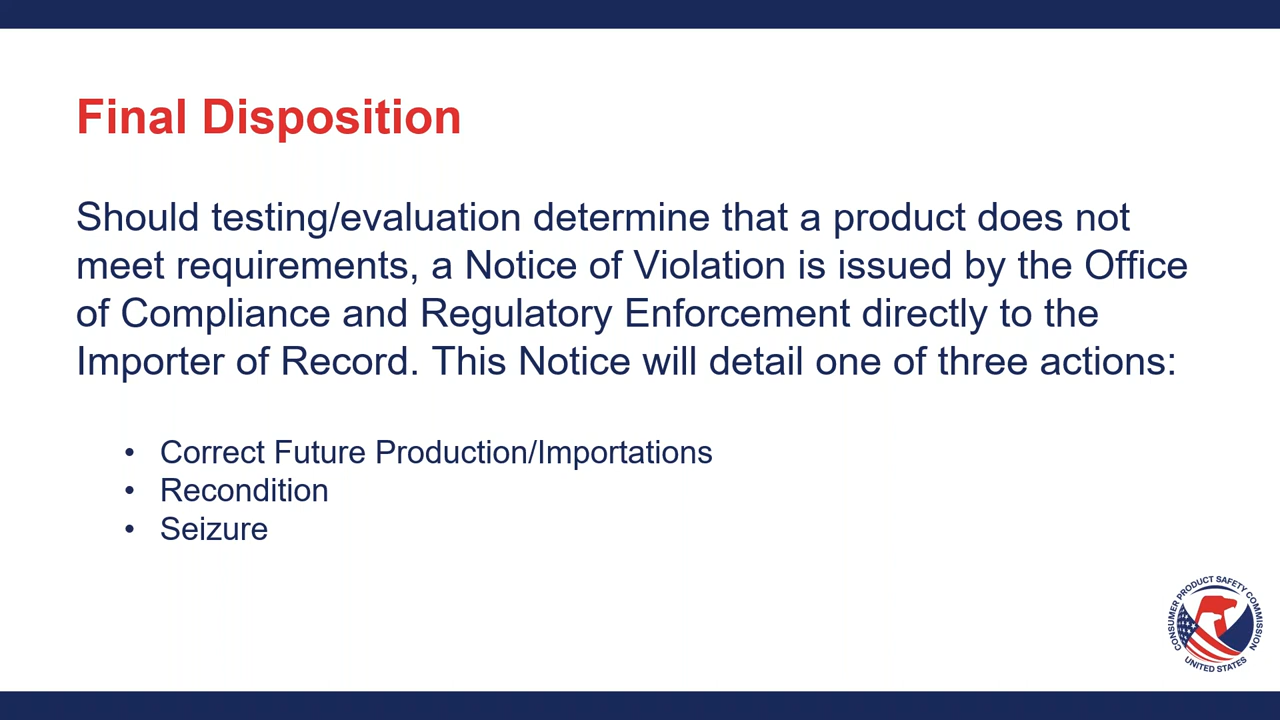 Final Disposition
Should testing/evaluation determine that a product does not
meet requirements, a Notice of Violation is issued by the Office
of Compliance and Regulatory Enforcement directly to the
Importer of Record. This Notice will detail one of three actions:
• Correct Future Production/Importations
• Recondition
• Seizure
CONSUMER PRODUCT SAFETY COMMISSION
UNITED STATES